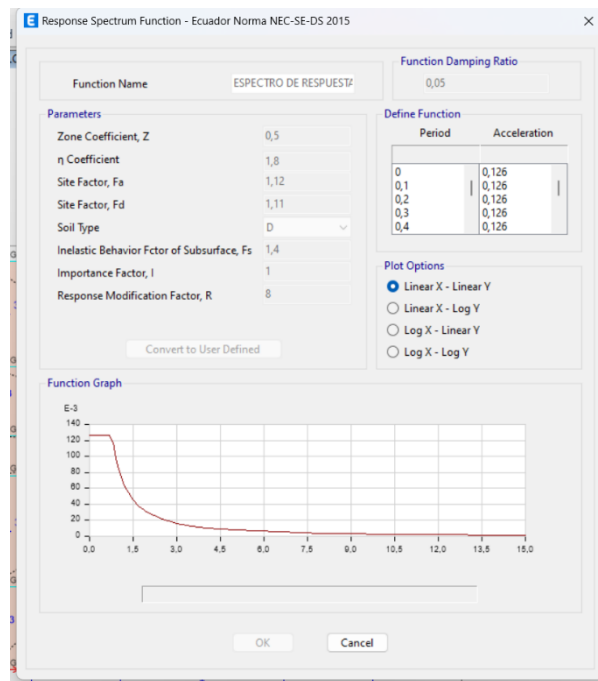 E Response Spectrum Function - Ecuador Norma NEC-SE-DS 2015
Function Name ESPECTRO DE RESPUESTA
Function Damping Ratio
0,05
Parameters
Zone Coefficient, Z 0,5
η Coefficient 1,8
Site Factor, Fa 1,12
Site Factor, Fd 1,11
Soil Type D
Inelastic Behavior Fctor of Subsurface, Fs 1,4
Importance Factor, I 1
Response Modification Factor, R 8
Convert to User Defined
Define Function
Period Acceleration
0 0,126
0,1 0,126
0,2 0,126
0,3 0,126
0,4 0,126
Plot Options
Linear X - Linear Y
Linear X - Log Y
Log X - Linear Y
Log X - Log Y
Function Graph
E-3
140
120
100
80
60
40
20
0
0,0 1,5 3,0 4,5 6,0 7,5 9,0 10,5 12,0 13,5 15,0
OK Cancel